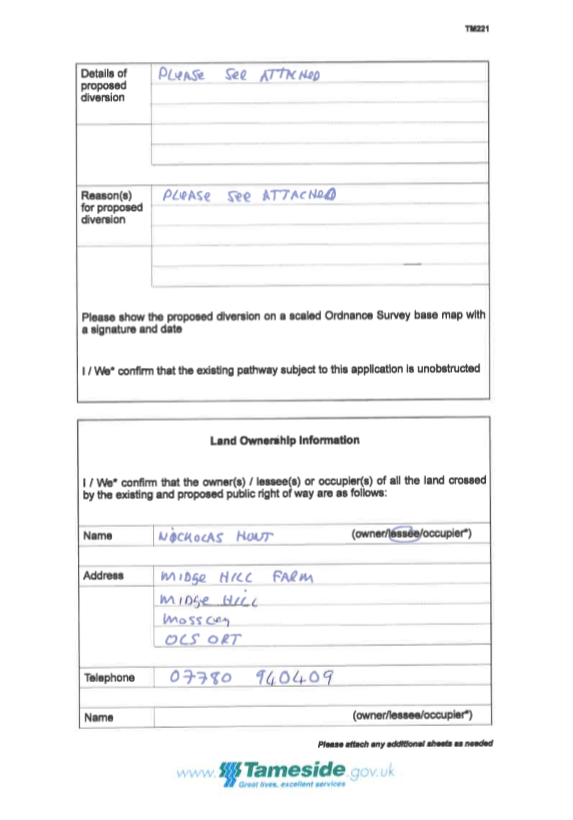 TM221
Details of proposed diversion
PLEASE SEE ATTACHED
Reason(s) for proposed diversion
PLEASE SEE ATTACHED
Please show the proposed diversion on a scaled Ordnance Survey base map with
a signature and date
I / We* confirm that the existing pathway subject to this application is unobstructed
Land Ownership Information
I / We* confirm that the owner(s) / lessee(s) or occupier(s) of all the land crossed
by the existing and proposed public right of way are as follows:
Name NICHOLAS (owner/lessee/occupier*)
Address MIDGE HILL FARM
MIDGE HILL
MOSSLEY
OL5 0RT
Telephone 07780 940409
Name (owner/lessee/occupier*)
Please attach any additional sheets as needed
www.Tameside.gov.uk
Great lives, excellent services